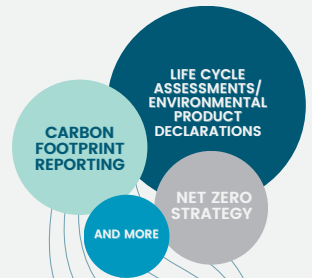 LIFE CYCLE
ASSESSMENTS/
ENVIRONMENTAL
PRODUCT
DECLARATIONS
CARBON
FOOTPRINT
REPORTING
NET ZERO
STRATEGY
AND MORE